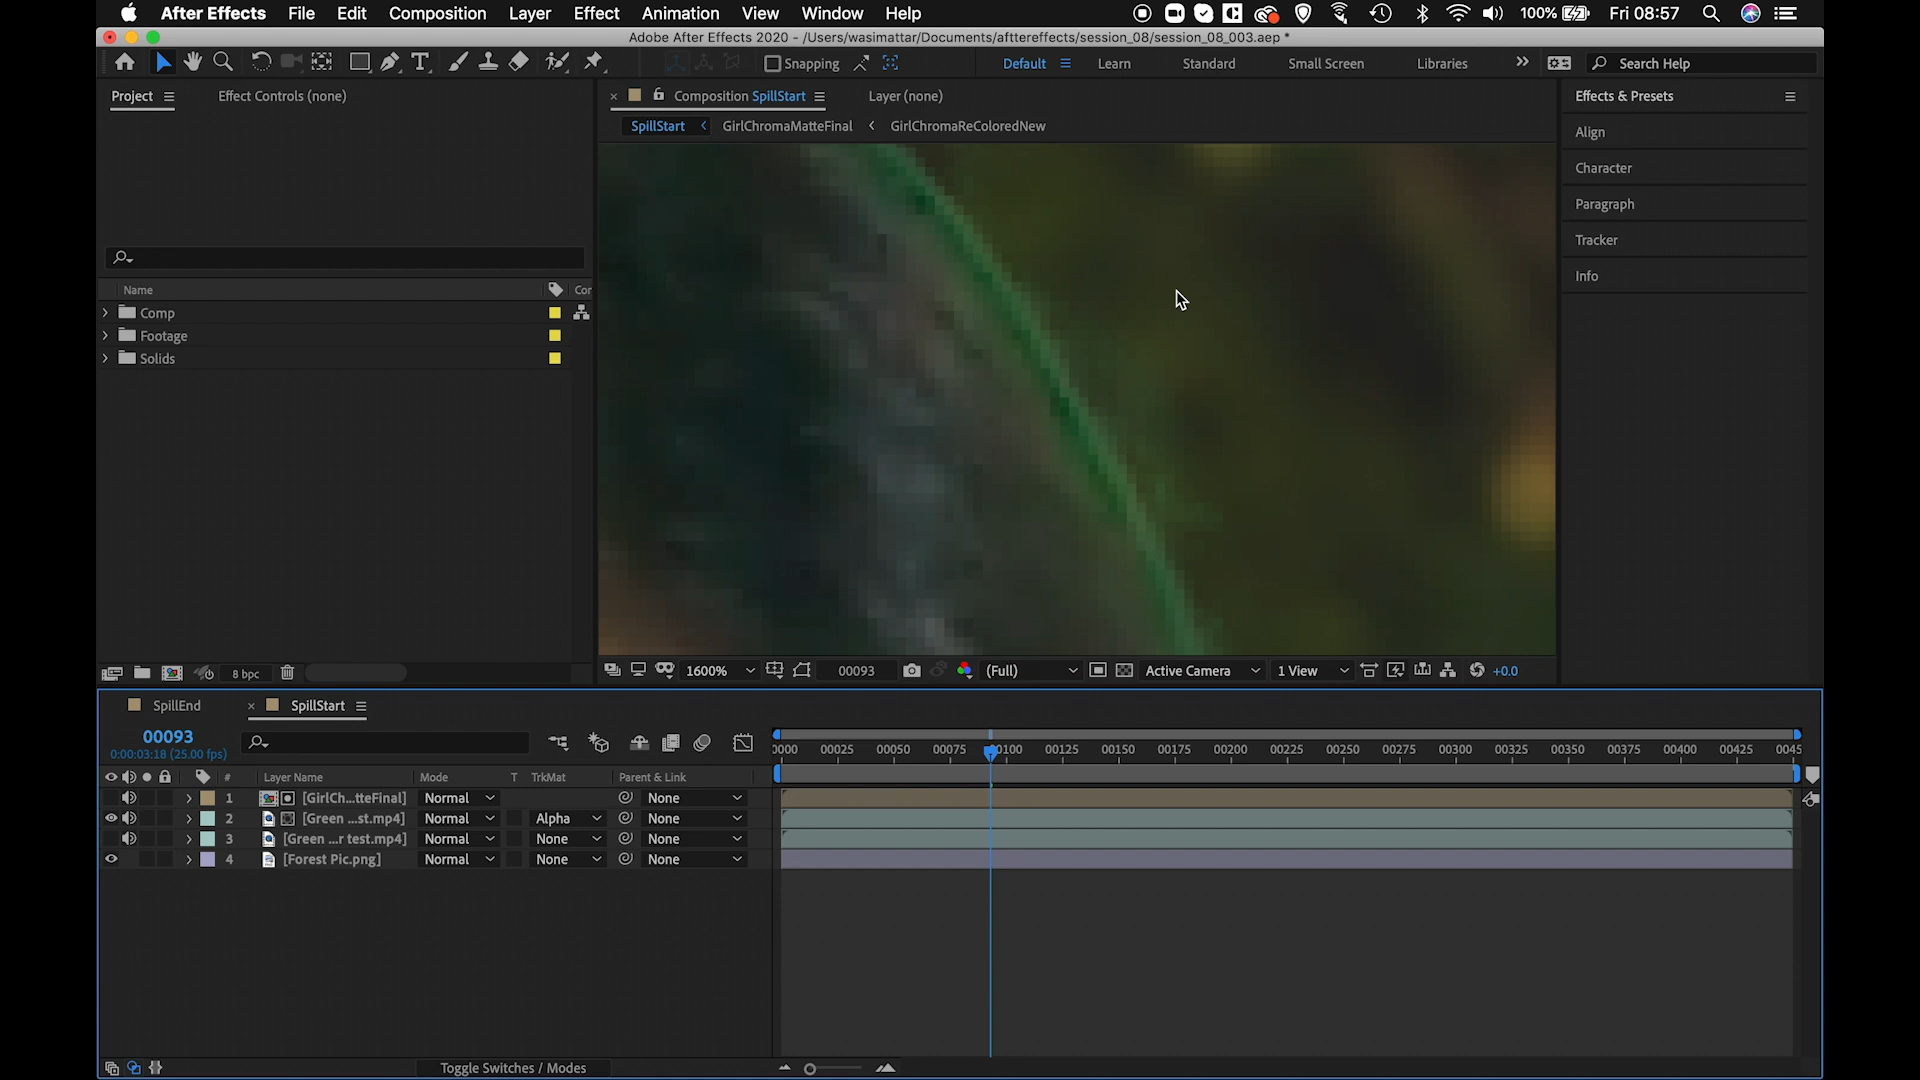 After Effects File Edit Composition Layer Effect Animation View Window Help 100% Fri 08:57
Adobe After Effects 2020 - /Users/wasimattar/Documents/afttereffects/session_08/session_08_003.aep *
Snapping Default Learn Standard Small Screen Libraries Search Help
Project Effect Controls (none) Composition SpillStart Layer (none) Effects & Presets
SpillStart GirlChromaMatteFinal GirlChromaReColoredNew
Align
Character
Paragraph
Tracker
Info
Name Cor
Comp
Footage
Solids
8 bpc 1600% 00093 (Full) Active Camera 1 View +0.0
SpillEnd SpillStart
00093
0:00:03:18 (25.00 fps)
0000 00025 00050 00075 00100 00125 00150 00175 00200 00225 00250 00275 00300 00325 00350 00375 00400 00425 0045
# Layer Name Mode T TrkMat Parent & Link
1 [GirlCh...tteFinal] Normal None
2 [Green ...st.mp4] Normal Alpha None
3 [Green ...r test.mp4] Normal None None
4 [Forest Pic.png] Normal None None
Toggle Switches / Modes